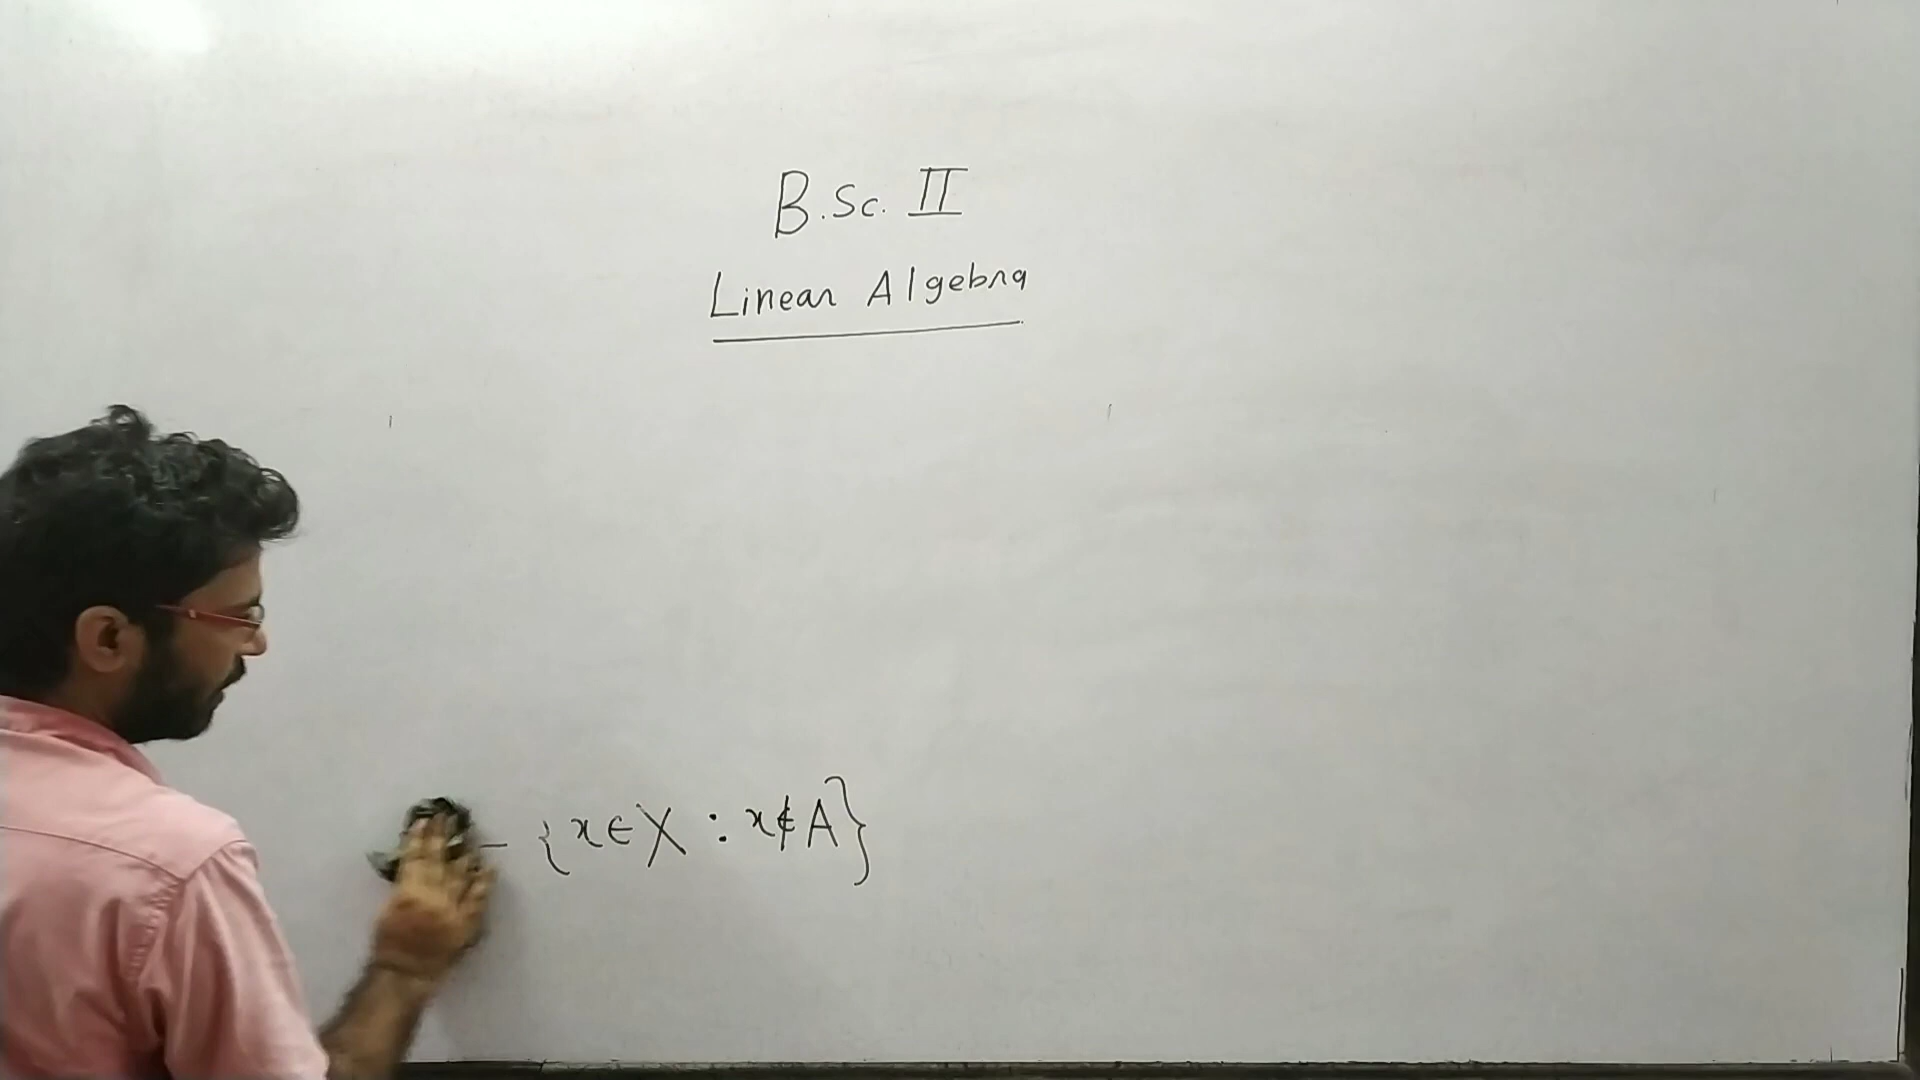 B.Sc. II
Linear Algebra
- {x∈X : x∉A}